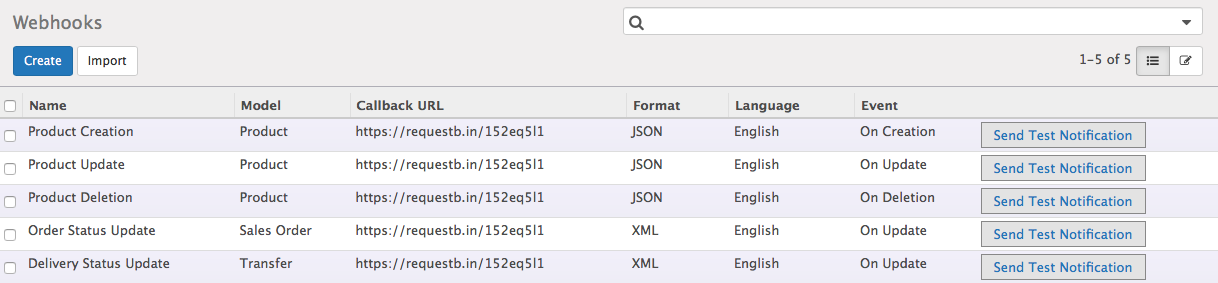 Webhooks
Create Import 1-5 of 5
Name Model Callback URL Format Language Event
Product Creation Product https://requestb.in/152eq5l1 JSON English On Creation Send Test Notification
Product Update Product https://requestb.in/152eq5l1 JSON English On Update Send Test Notification
Product Deletion Product https://requestb.in/152eq5l1 JSON English On Deletion Send Test Notification
Order Status Update Sales Order https://requestb.in/152eq5l1 XML English On Update Send Test Notification
Delivery Status Update Transfer https://requestb.in/152eq5l1 XML English On Update Send Test Notification